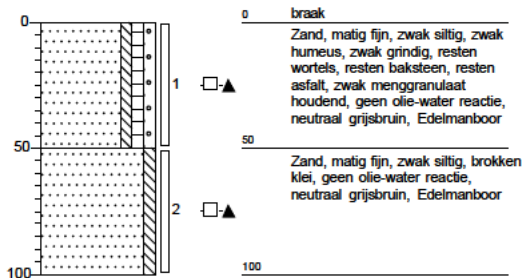 0
50
100
1
2
0 braak
Zand, matig fijn, zwak siltig, zwak
humeus, zwak grindig, resten
wortels, resten baksteen, resten
asfalt, zwak menggranulaat
houdend, geen olie-water reactie,
neutraal grijsbruin, Edelmanboor
50
Zand, matig fijn, zwak siltig, brokken
klei, geen olie-water reactie,
neutraal grijsbruin, Edelmanboor
100